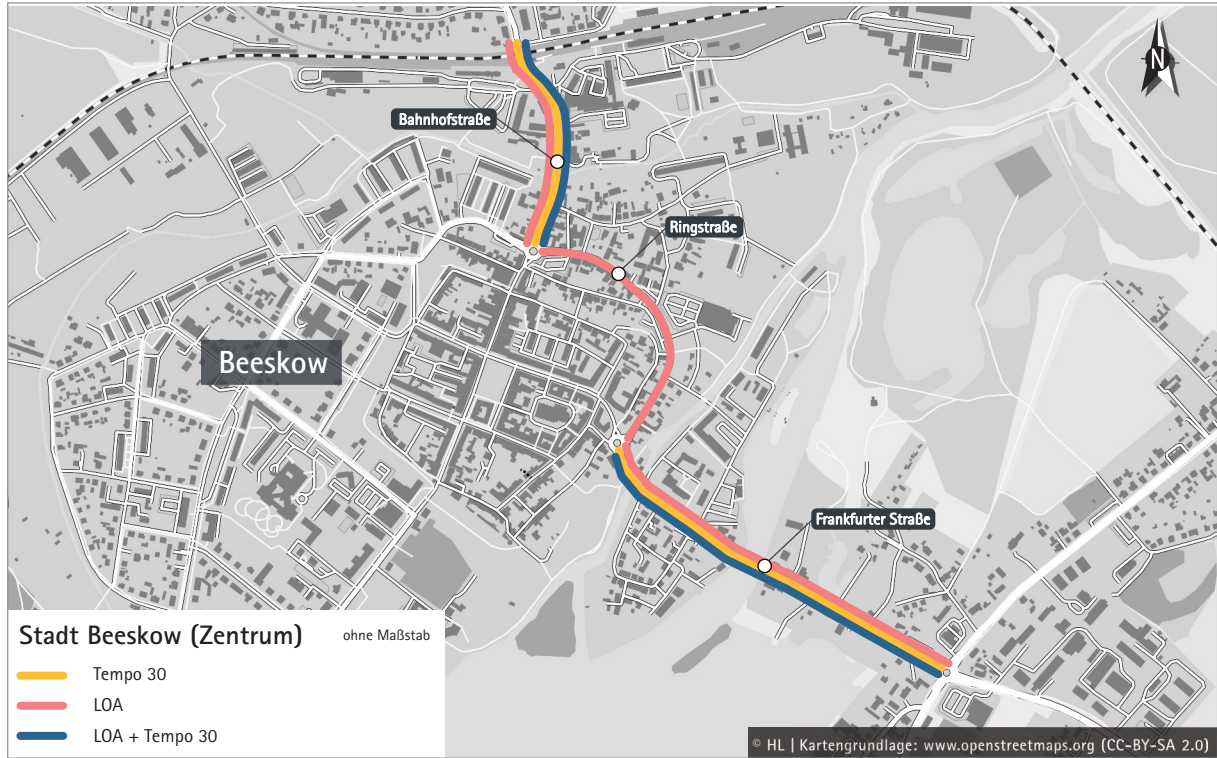 N
Bahnhofstraße
Ringstraße
Beeskow
Frankfurter Straße
Stadt Beeskow (Zentrum) ohne Maßstab
Tempo 30
LOA
LOA + Tempo 30
© HL | Kartengrundlage: www.openstreetmaps.org (CC-BY-SA 2.0)